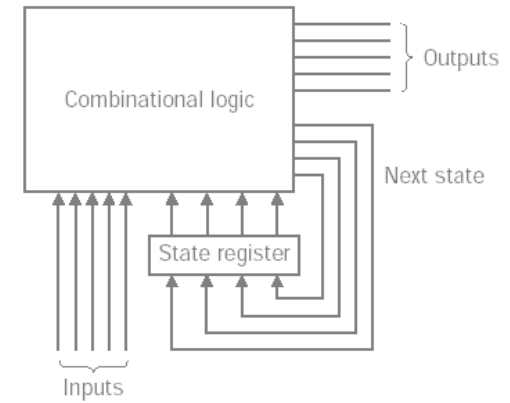 Outputs
Combinational logic
Next state
State register
Inputs